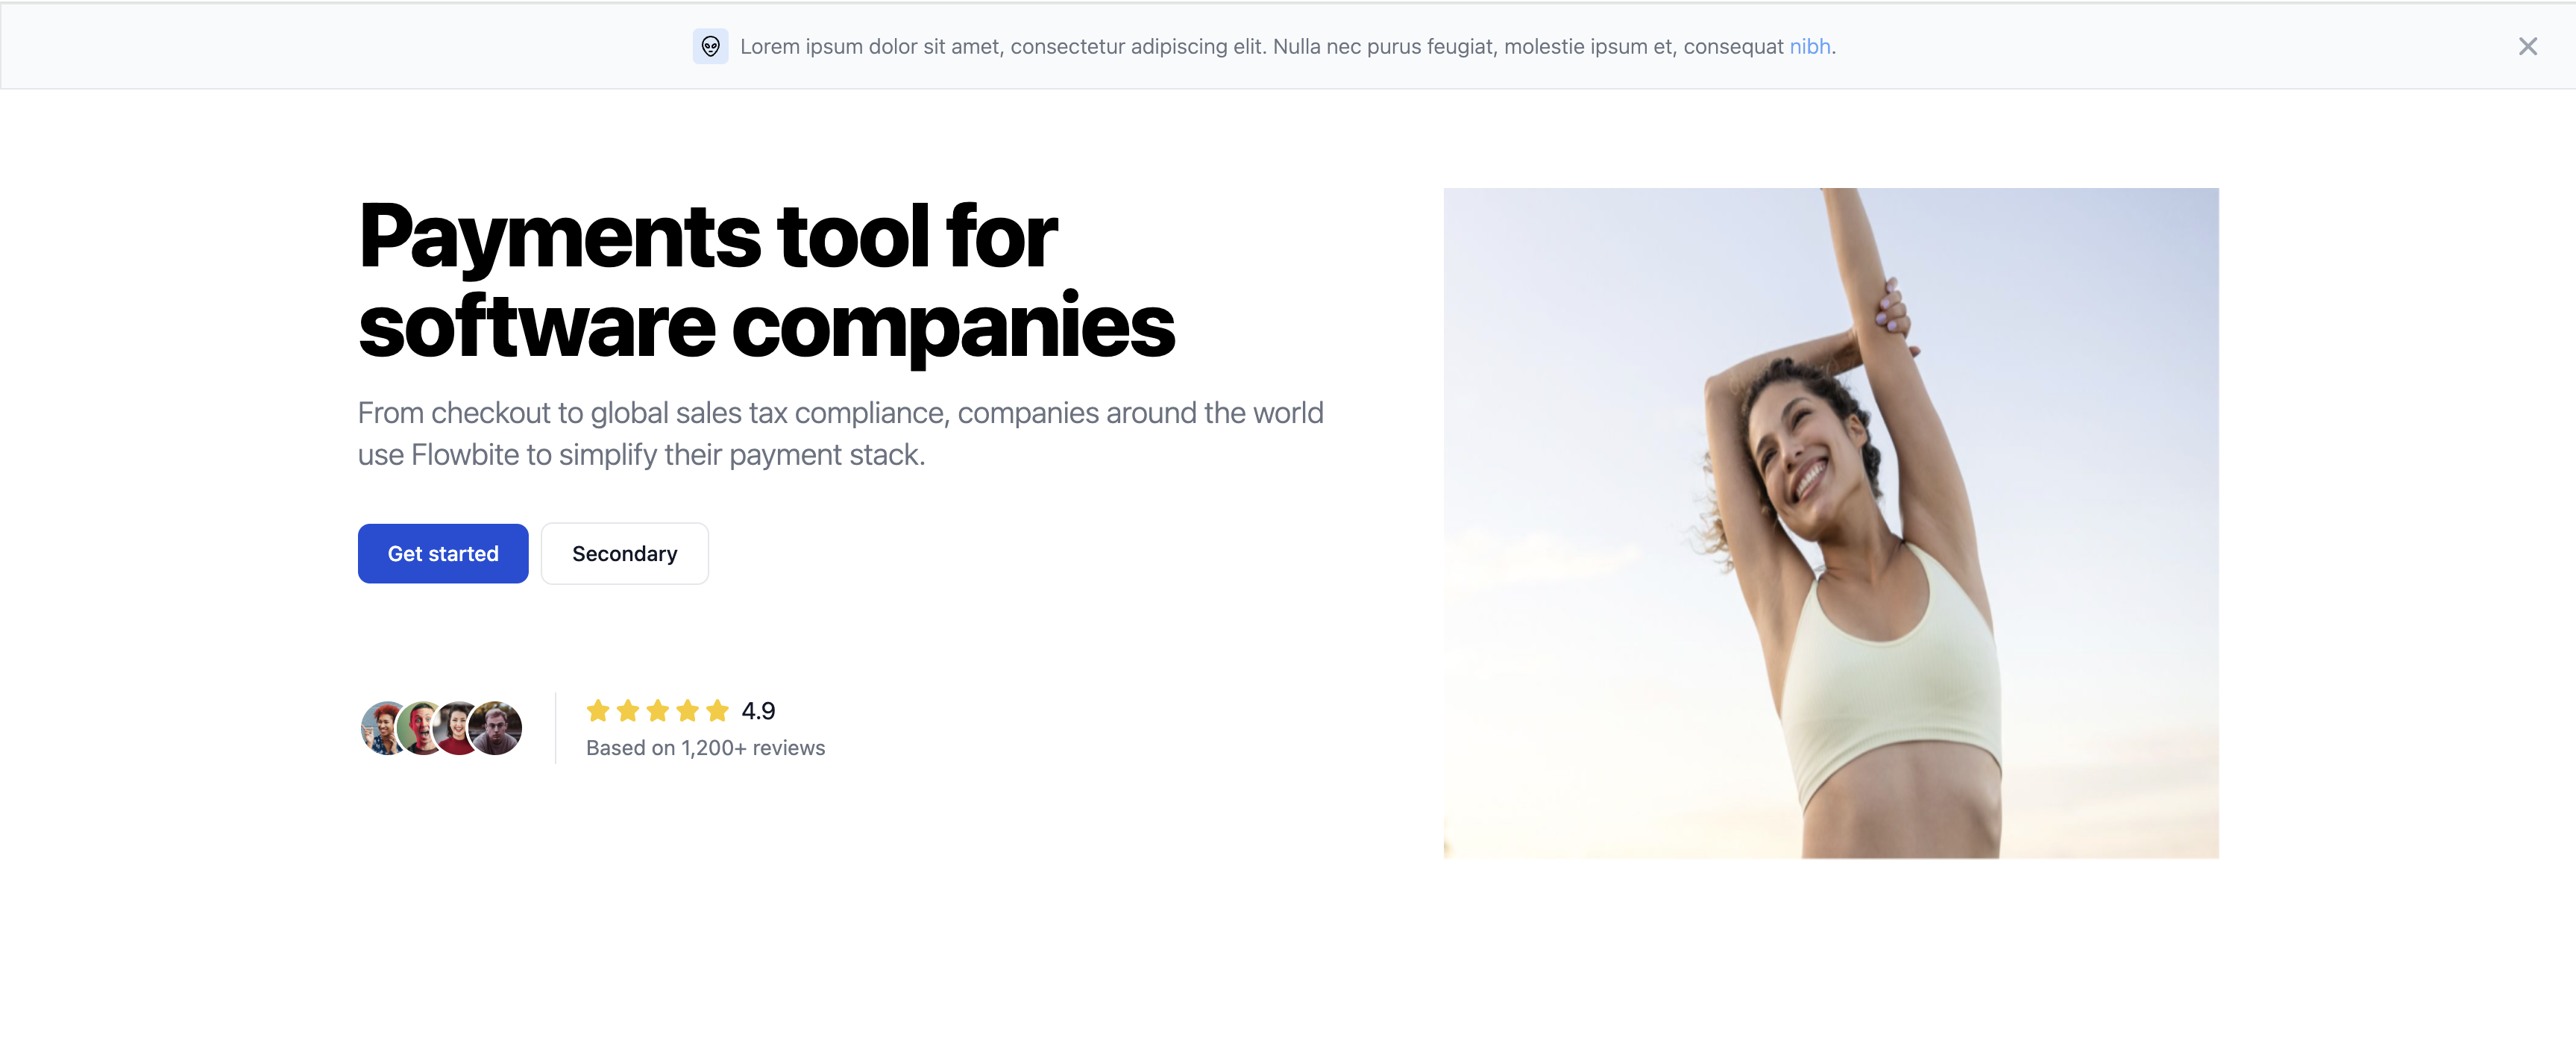 Lorem ipsum dolor sit amet, consectetur adipiscing elit. Nulla nec purus feugiat, molestie ipsum et, consequat nibh.
Payments tool for
software companies
From checkout to global sales tax compliance, companies around the world
use Flowbite to simplify their payment stack.
Get started
Secondary
4.9
Based on 1,200+ reviews